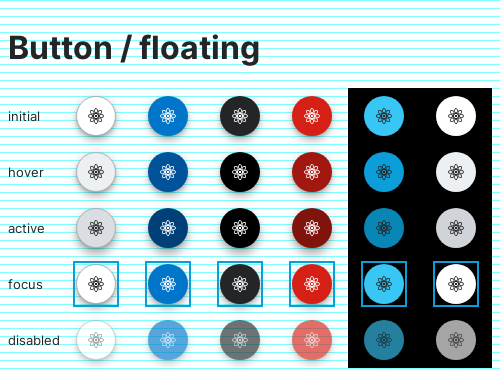 Button / floating
initial
hover
active
focus
disabled